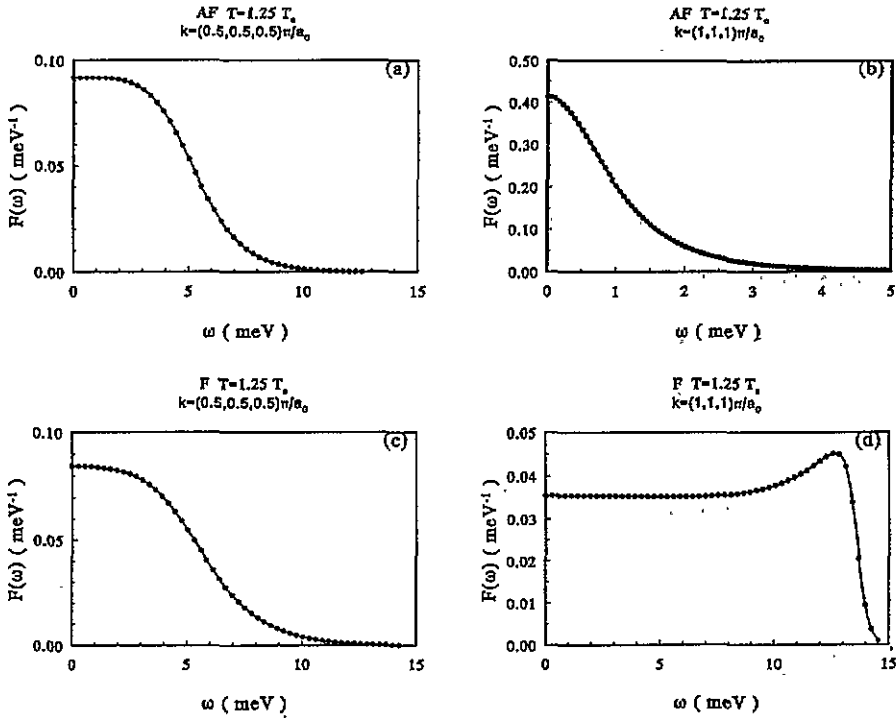 AF T=1.25 Tₙ
k=(0.5,0.5,0.5)π/a₀
(a)
F(ω) ( meV⁻¹ )
0.10
0.05
0.00
0
5
10
15
ω ( meV )
AF T=1.25 Tₙ
k=(1,1,1)π/a₀
(b)
F(ω) ( meV⁻¹ )
0.50
0.40
0.30
0.20
0.10
0.00
0
1
2
3
4
5
ω ( meV )
F T=1.25 Tₙ
k=(0.5,0.5,0.5)π/a₀
(c)
F(ω) ( meV⁻¹ )
0.10
0.05
0.00
0
5
10
15
ω ( meV )
F T=1.25 Tₙ
k=(1,1,1)π/a₀
(d)
F(ω) ( meV⁻¹ )
0.05
0.04
0.03
0.02
0.01
0.00
0
5
10
15
ω ( meV )